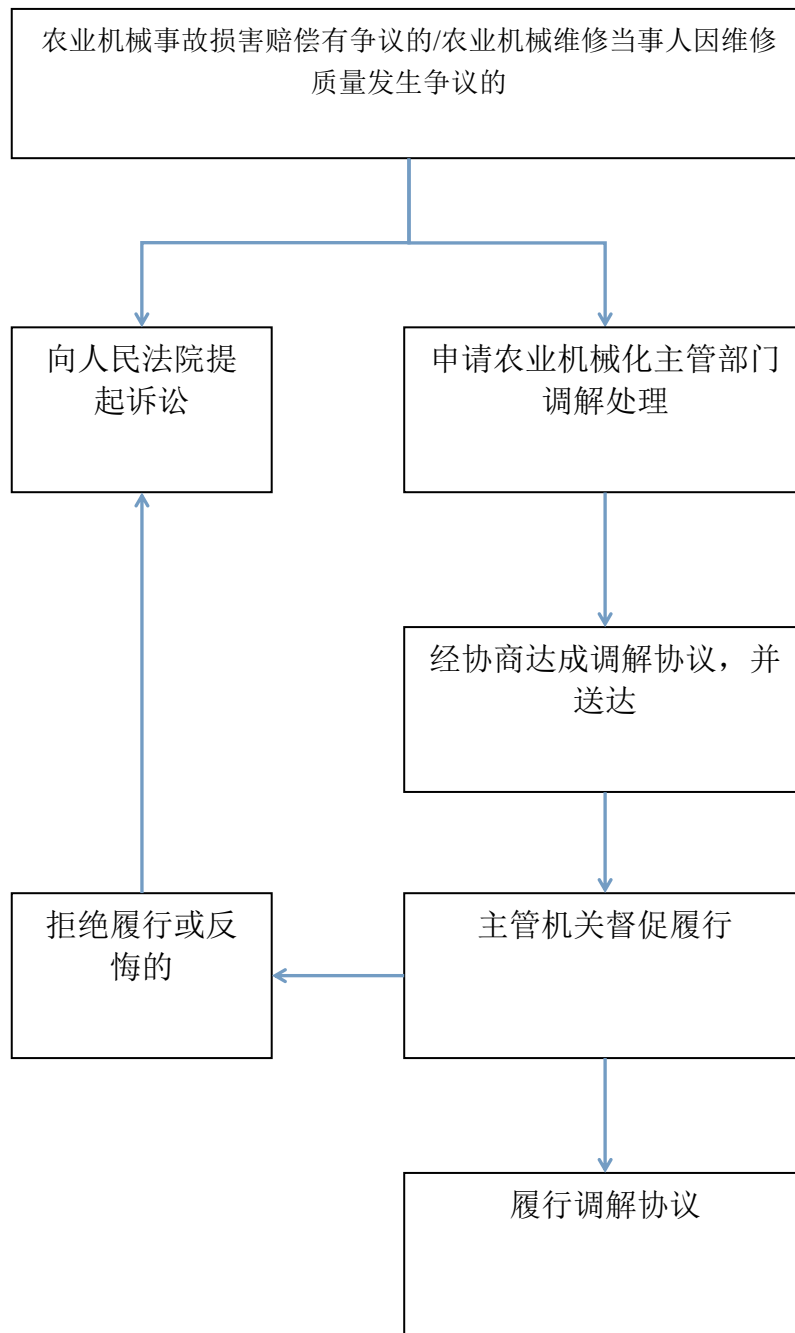 农业机械事故损害赔偿有争议的/农业机械维修当事人因维修
质量发生争议的
向人民法院提
起诉讼
申请农业机械化主管部门
调解处理
经协商达成调解协议，并
送达
拒绝履行或反
悔的
主管机关督促履行
履行调解协议